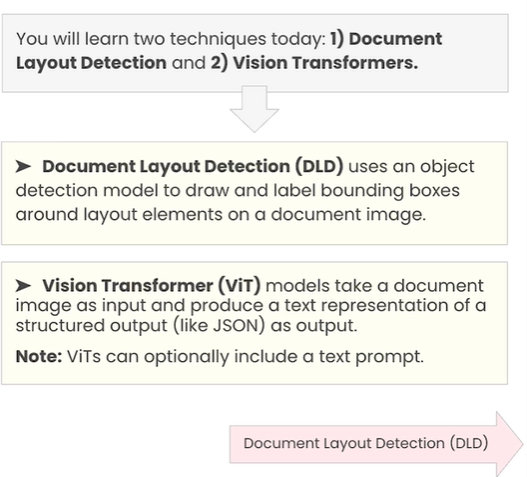 You will learn two techniques today: 1) Document
Layout Detection and 2) Vision Transformers.
➤ Document Layout Detection (DLD) uses an object
detection model to draw and label bounding boxes
around layout elements on a document image.
➤ Vision Transformer (ViT) models take a document
image as input and produce a text representation of a
structured output (like JSON) as output.
Note: ViTs can optionally include a text prompt.
Document Layout Detection (DLD)